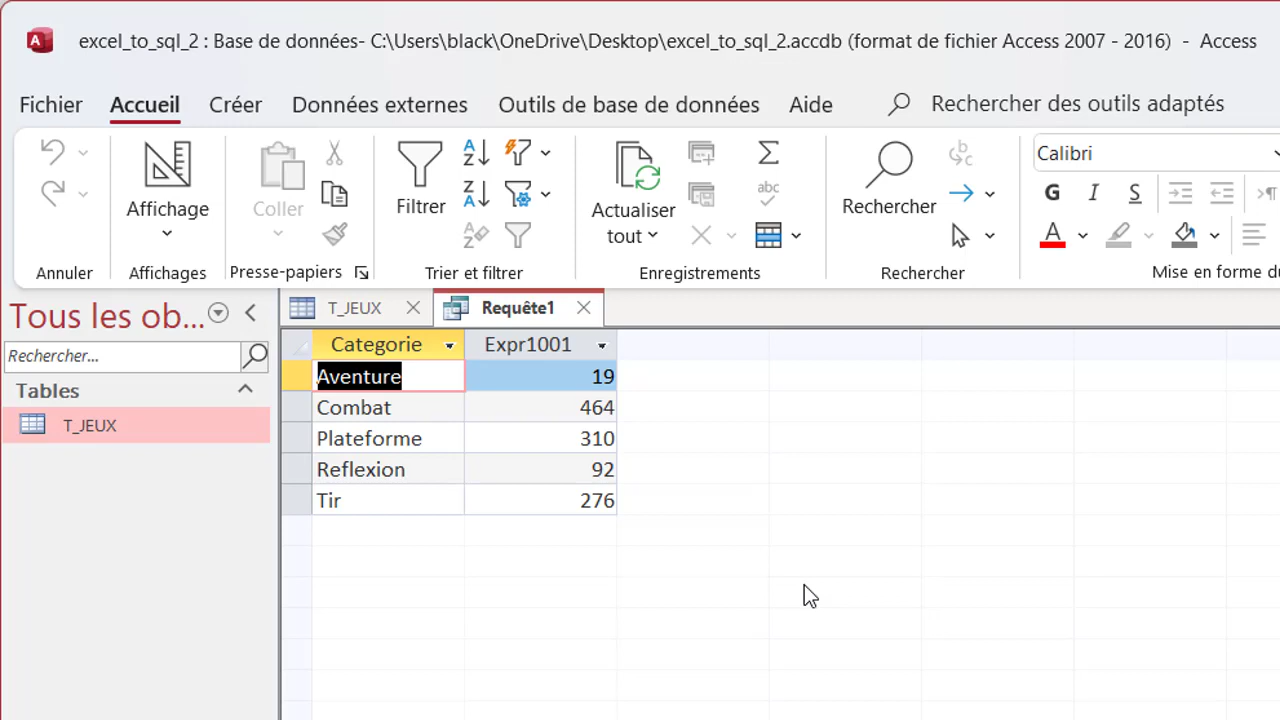 excel_to_sql_2 : Base de données- C:\Users\black\OneDrive\Desktop\excel_to_sql_2.accdb (format de fichier Access 2007 - 2016)  -  Access
Fichier Accueil Créer Données externes Outils de base de données Aide Rechercher des outils adaptés
Affichage
Coller
Filtrer
Actualiser
tout
Rechercher
Calibri
G I S
Annuler Affichages Presse-papiers Trier et filtrer Enregistrements Rechercher Mise en forme du
Tous les ob...
T_JEUX Requête1
Rechercher...
Tables
T_JEUX
Categorie Expr1001
Aventure 19
Combat 464
Plateforme 310
Reflexion 92
Tir 276